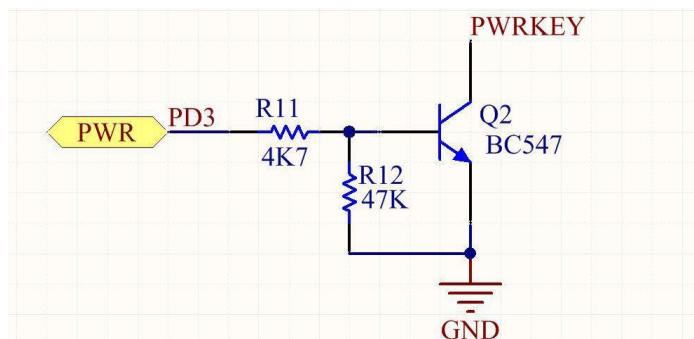 PWRKEY
PWR
PD3
R11
4K7
Q2
BC547
R12
47K
GND